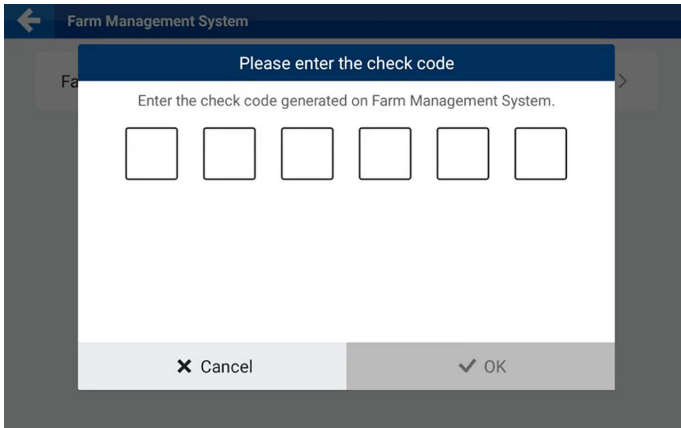 Farm Management System
Please enter the check code
Fa
Enter the check code generated on Farm Management System.
Cancel
OK